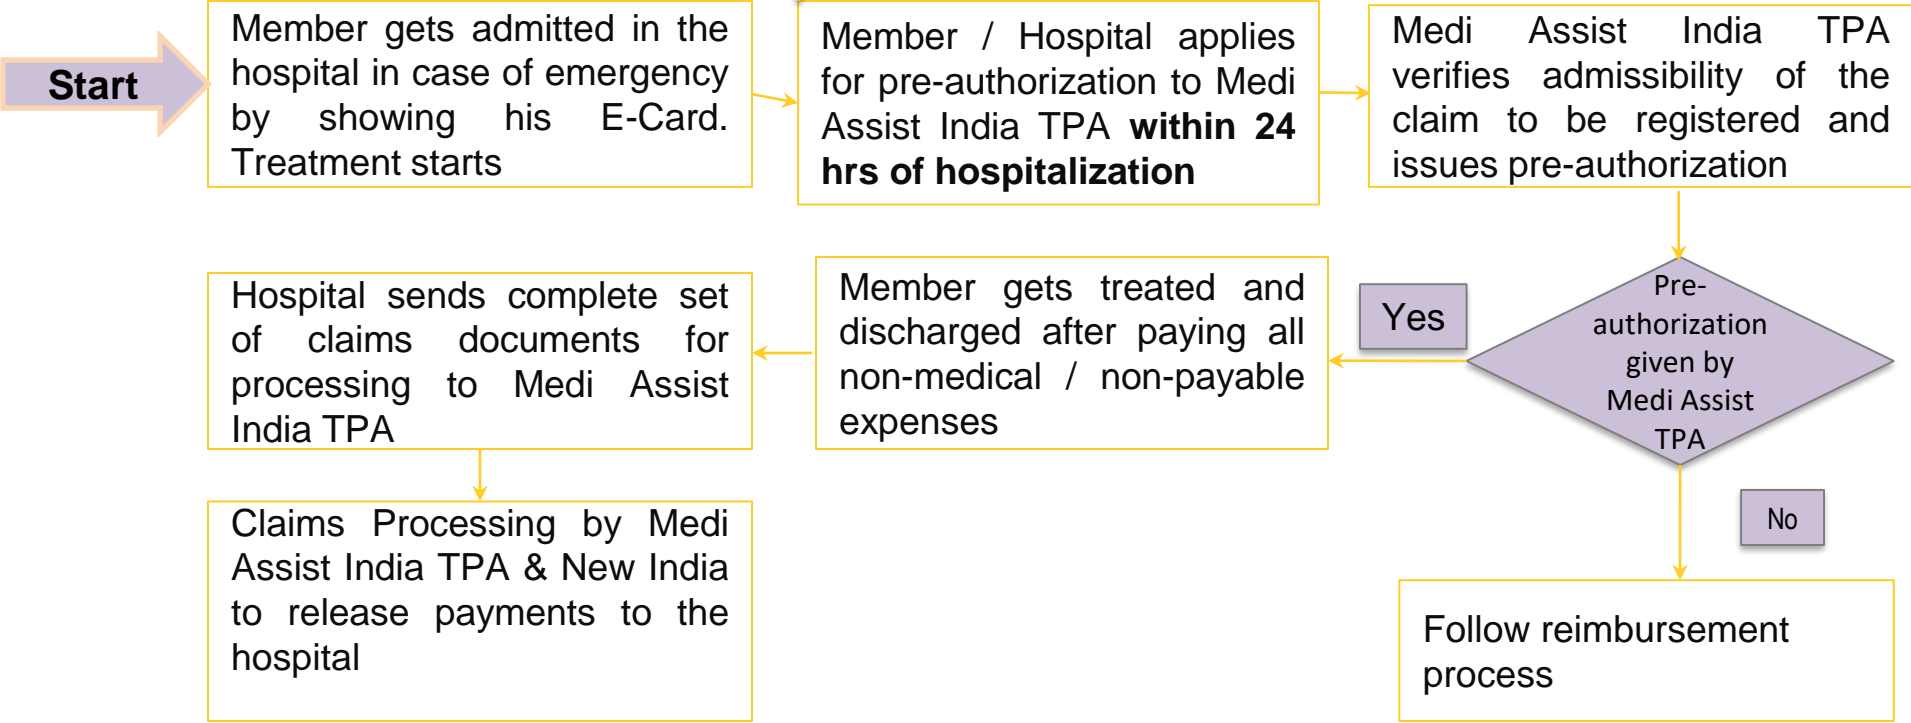 Start
Member gets admitted in the
hospital in case of emergency
by showing his E-Card.
Treatment starts
Member / Hospital applies
for pre-authorization to Medi
Assist India TPA within 24
hrs of hospitalization
Medi Assist India TPA
verifies admissibility of the
claim to be registered and
issues pre-authorization
Pre-
authorization
given by
Medi Assist
TPA
Yes
Member gets treated and
discharged after paying all
non-medical / non-payable
expenses
Hospital sends complete set
of claims documents for
processing to Medi Assist
India TPA
Claims Processing by Medi
Assist India TPA & New India
to release payments to the
hospital
No
Follow reimbursement
process